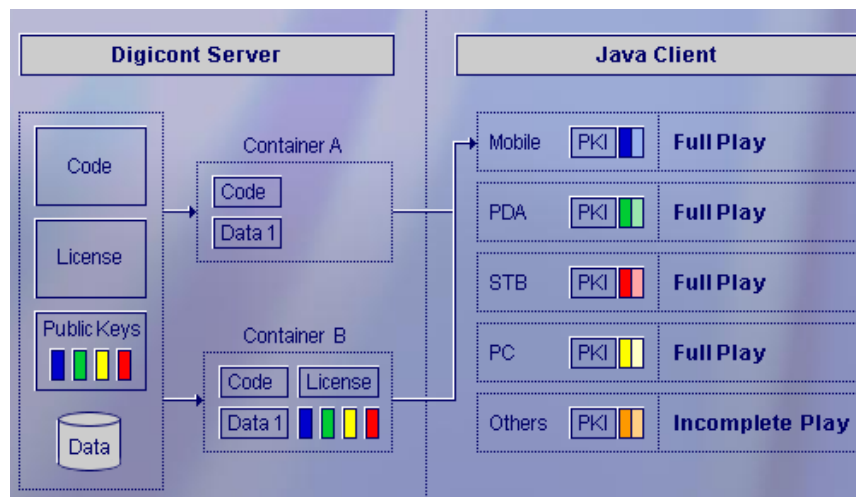 Digicont Server
Java Client
Code
License
Public Keys
Data
Container A
Code
Data 1
Container B
Code
License
Data 1
Mobile PKI Full Play
PDA PKI Full Play
STB PKI Full Play
PC PKI Full Play
Others PKI Incomplete Play